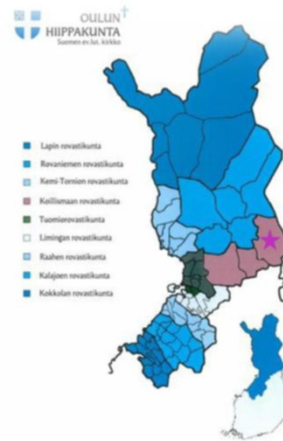 OULUN
HIIPPAKUNTA
Suomen ev.lut. kirkko
Lapin rovastikunta
Rovaniemen rovastikunta
Kemi-Tornion rovastikunta
Koillismaan rovastikunta
Tuomiorovastikunta
Limingan rovastikunta
Raahen rovastikunta
Kalajoen rovastikunta
Kokkolan rovastikunta